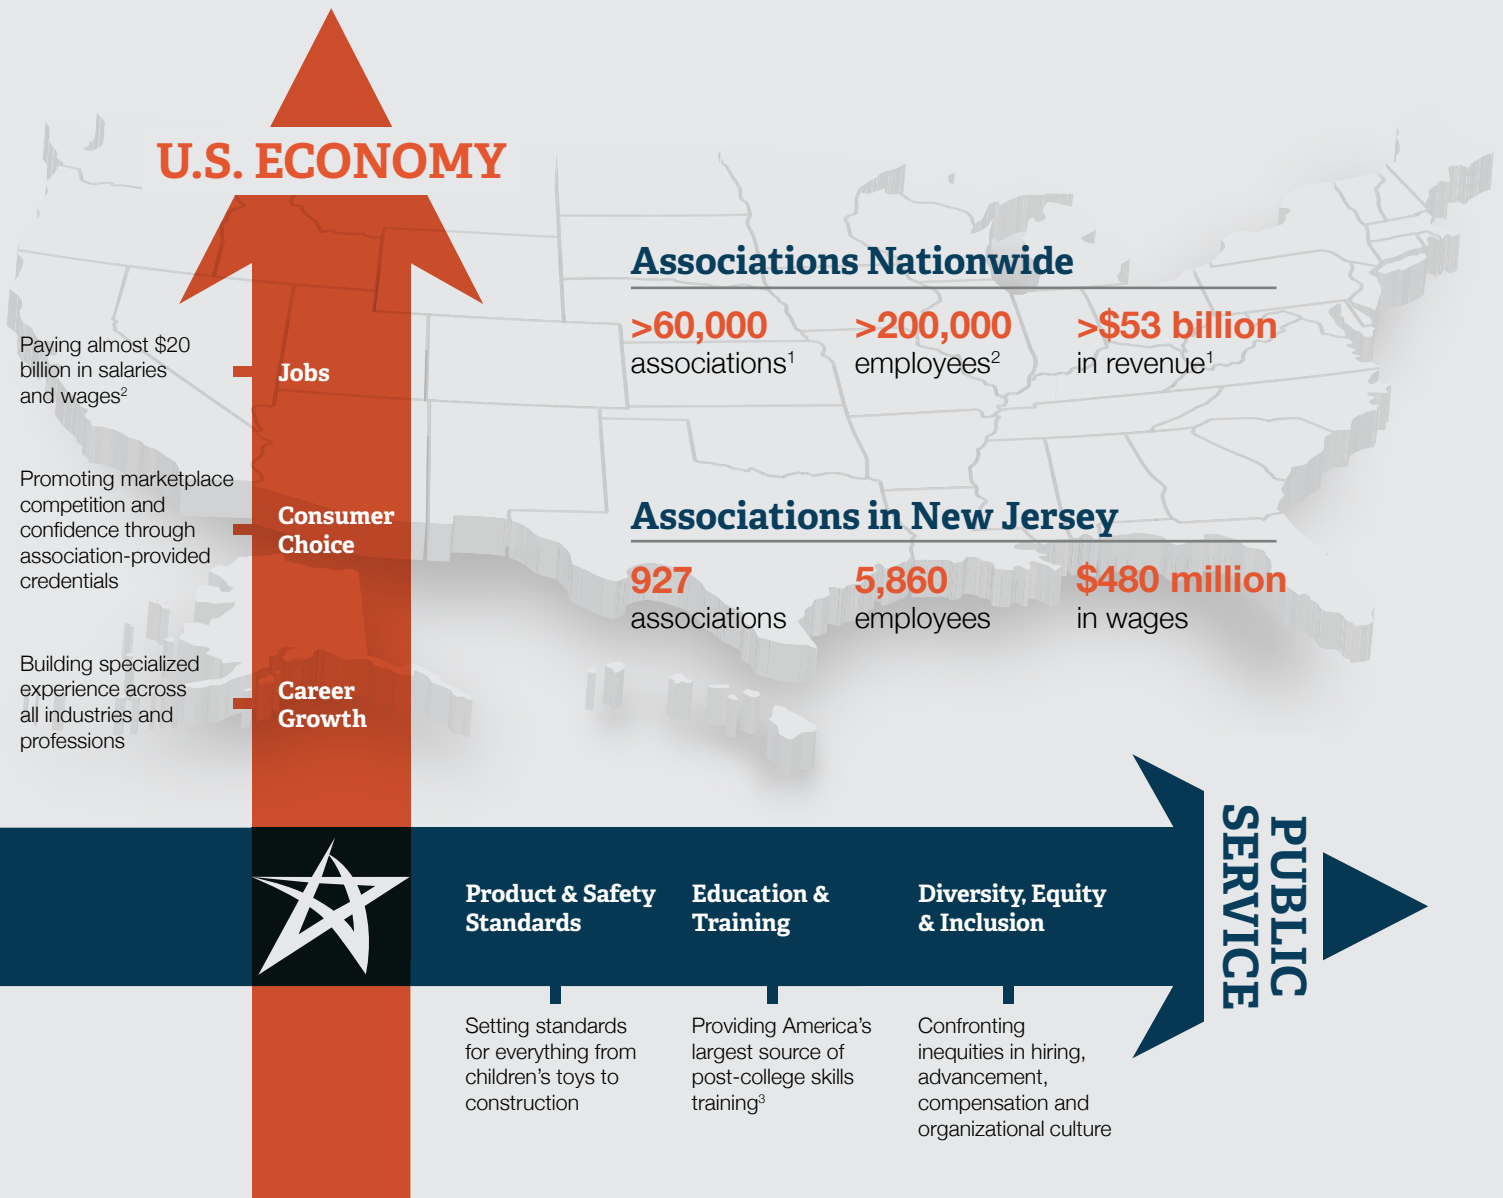 U.S. ECONOMY
Paying almost $20
billion in salaries
and wages²
Jobs
Promoting marketplace
competition and
confidence through
association-provided
credentials
Consumer
Choice
Building specialized
experience across
all industries and
professions
Career
Growth
Associations Nationwide
>60,000
associations¹
>200,000
employees²
>$53 billion
in revenue¹
Associations in New Jersey
927
associations
5,860
employees
$480 million
in wages
Product & Safety
Standards
Setting standards
for everything from
children’s toys to
construction
Education &
Training
Providing America’s
largest source of
post-college skills
training³
Diversity, Equity
& Inclusion
Confronting
inequities in hiring,
advancement,
compensation and
organizational culture
PUBLIC
SERVICE